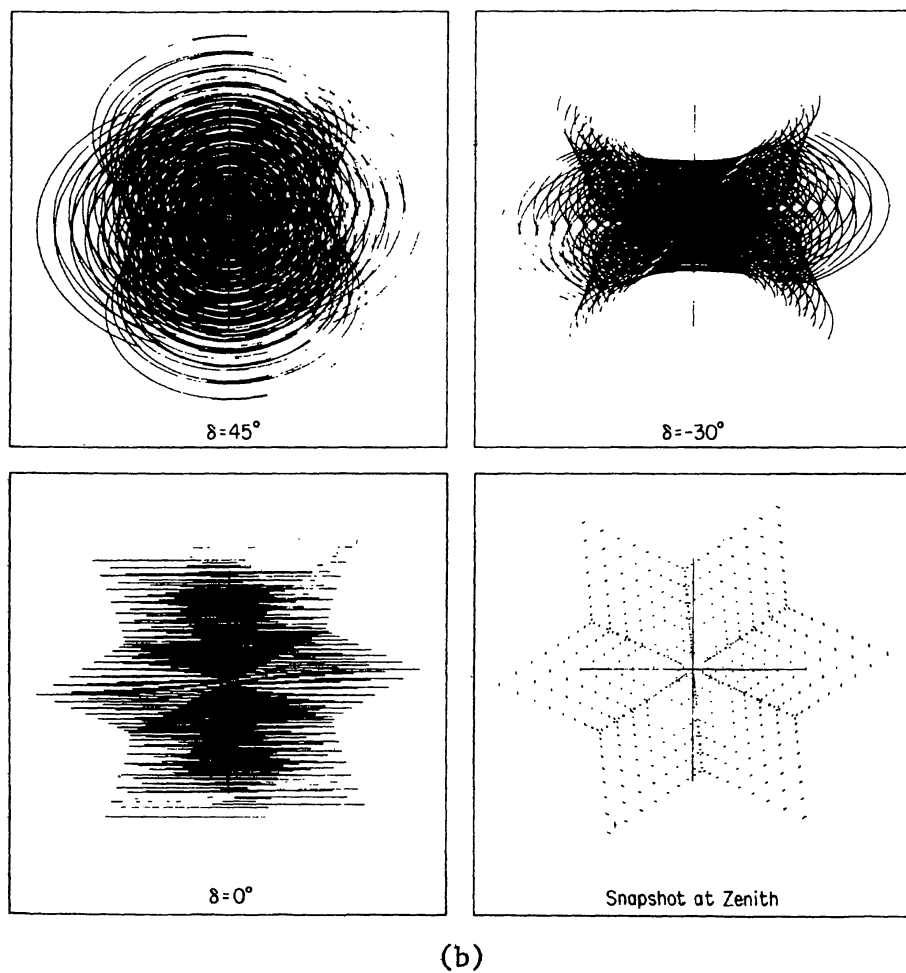 δ=45°
δ=-30°
δ=0°
Snapshot at Zenith
(b)